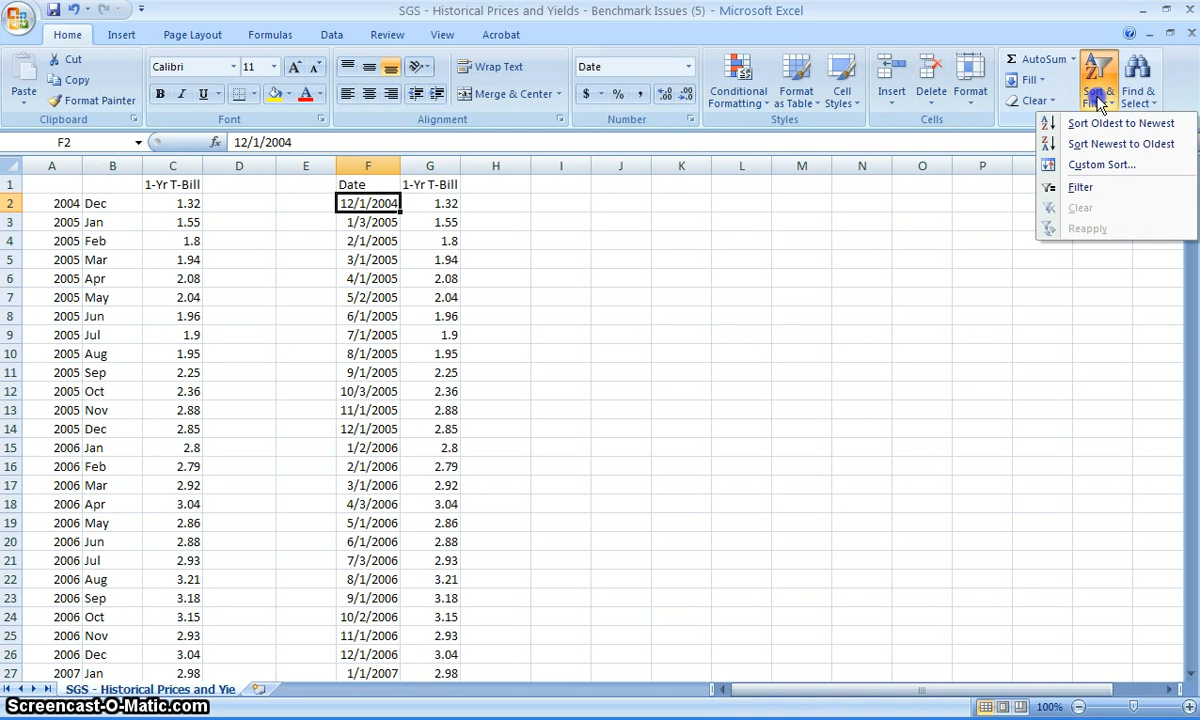 SGS - Historical Prices and Yields - Benchmark Issues (5) - Microsoft Excel
Home Insert Page Layout Formulas Data Review View Acrobat
Paste
Cut
Copy
Format Painter
Clipboard
Calibri 11
B I U
Font
Wrap Text
Merge & Center
Alignment
Date
$ % ,
Number
Conditional Formatting
Format as Table
Cell Styles
Styles
Insert Delete Format
Cells
AutoSum
Fill
Clear
Sort &
Find & Select
Sort Oldest to Newest
Sort Newest to Oldest
Custom Sort...
Filter
Clear
Reapply
F2 fx 12/1/2004
A B C D E F G H I J K L M N O P
1 1-Yr T-Bill Date 1-Yr T-Bill
2 2004 Dec 1.32 12/1/2004 1.32
3 2005 Jan 1.55 1/3/2005 1.55
4 2005 Feb 1.8 2/1/2005 1.8
5 2005 Mar 1.94 3/1/2005 1.94
6 2005 Apr 2.08 4/1/2005 2.08
7 2005 May 2.04 5/2/2005 2.04
8 2005 Jun 1.96 6/1/2005 1.96
9 2005 Jul 1.9 7/1/2005 1.9
10 2005 Aug 1.95 8/1/2005 1.95
11 2005 Sep 2.25 9/1/2005 2.25
12 2005 Oct 2.36 10/3/2005 2.36
13 2005 Nov 2.88 11/1/2005 2.88
14 2005 Dec 2.85 12/1/2005 2.85
15 2006 Jan 2.8 1/2/2006 2.8
16 2006 Feb 2.79 2/1/2006 2.79
17 2006 Mar 2.92 3/1/2006 2.92
18 2006 Apr 3.04 4/3/2006 3.04
19 2006 May 2.86 5/1/2006 2.86
20 2006 Jun 2.88 6/1/2006 2.88
21 2006 Jul 2.93 7/3/2006 2.93
22 2006 Aug 3.21 8/1/2006 3.21
23 2006 Sep 3.18 9/1/2006 3.18
24 2006 Oct 3.15 10/2/2006 3.15
25 2006 Nov 2.93 11/1/2006 2.93
26 2006 Dec 3.04 12/1/2006 3.04
27 2007 Jan 2.98 1/1/2007 2.98
SGS - Historical Prices and Yie
Screencast-O-Matic.com
100%